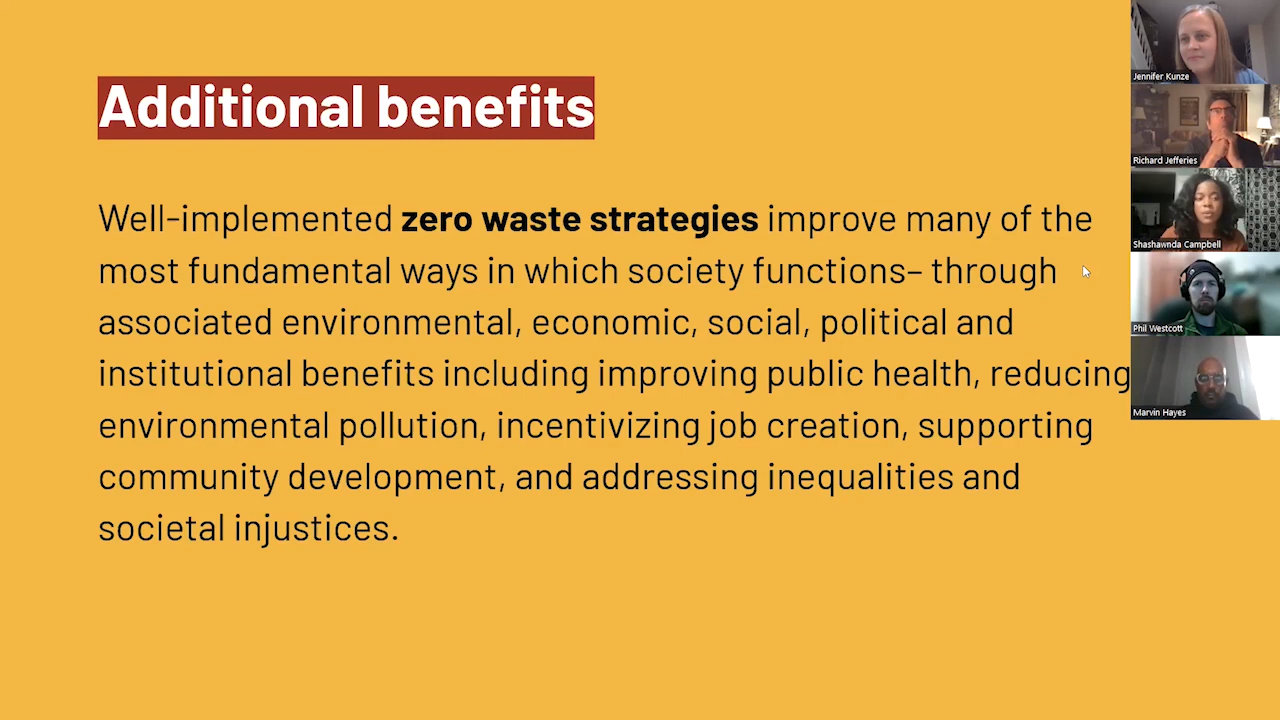 Additional benefits
Well-implemented zero waste strategies improve many of the
most fundamental ways in which society functions– through
associated environmental, economic, social, political and
institutional benefits including improving public health, reducing
environmental pollution, incentivizing job creation, supporting
community development, and addressing inequalities and
societal injustices.
Jennifer Kunze
Richard Jefferies
Shashawnda Campbell
Phil Westcott
Marvin Hayes